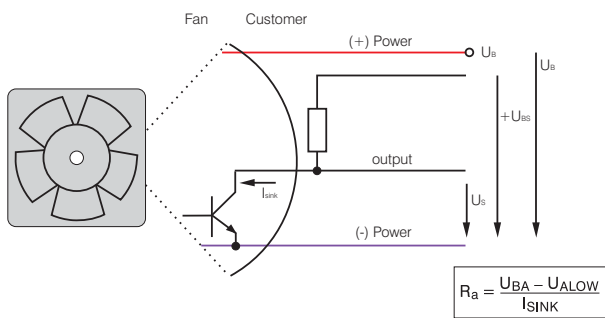 Fan Customer
(+) Power
UB
UB
+UBS
output
Isink
US
(-) Power
Ra = UBA – UALOW
ISINK